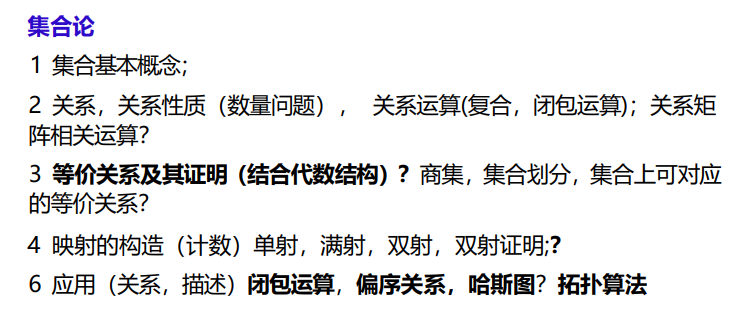 集合论
1 集合基本概念；
2 关系，关系性质（数量问题）， 关系运算(复合，闭包运算)；关系矩
阵相关运算？
3 等价关系及其证明（结合代数结构）？商集，集合划分，集合上可对应
的等价关系？
4 映射的构造（计数）单射，满射，双射，双射证明;？
6 应用（关系，描述）闭包运算，偏序关系，哈斯图？拓扑算法